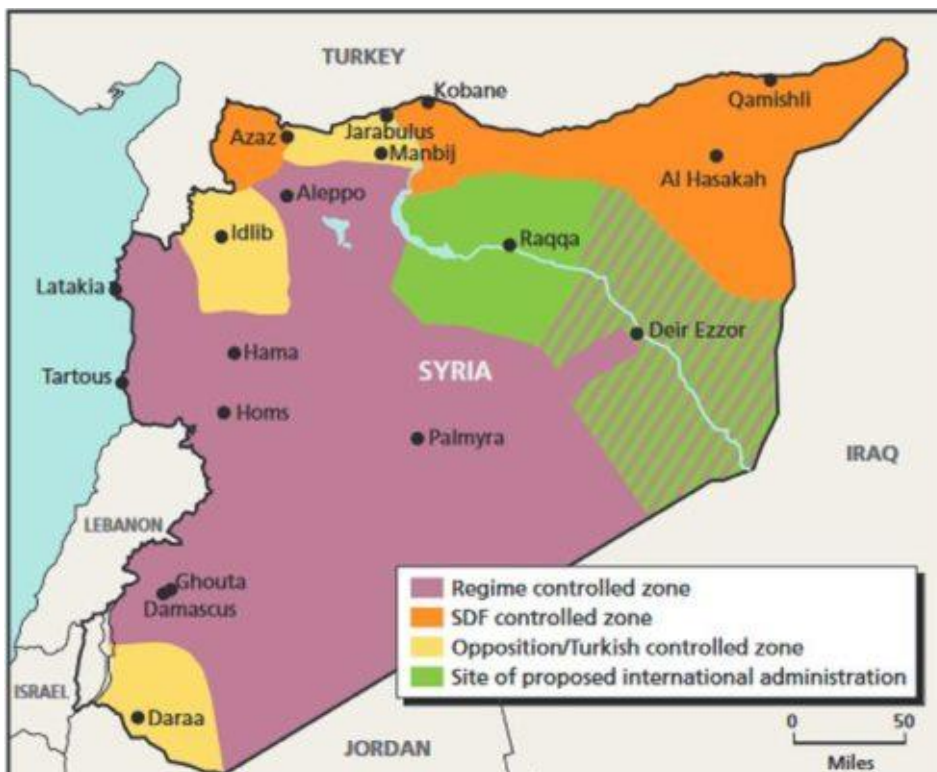 TURKEY
Kobane
Qamishli
Azaz
Jarabulus
Manbij
Al Hasakah
Aleppo
Idlib
Raqqa
Latakia
Deir Ezzor
Hama
SYRIA
Tartous
Homs
Palmyra
IRAQ
LEBANON
Ghouta
Damascus
Regime controlled zone
SDF controlled zone
Opposition/Turkish controlled zone
Site of proposed international administration
ISRAEL
Daraa
JORDAN
0 50
Miles